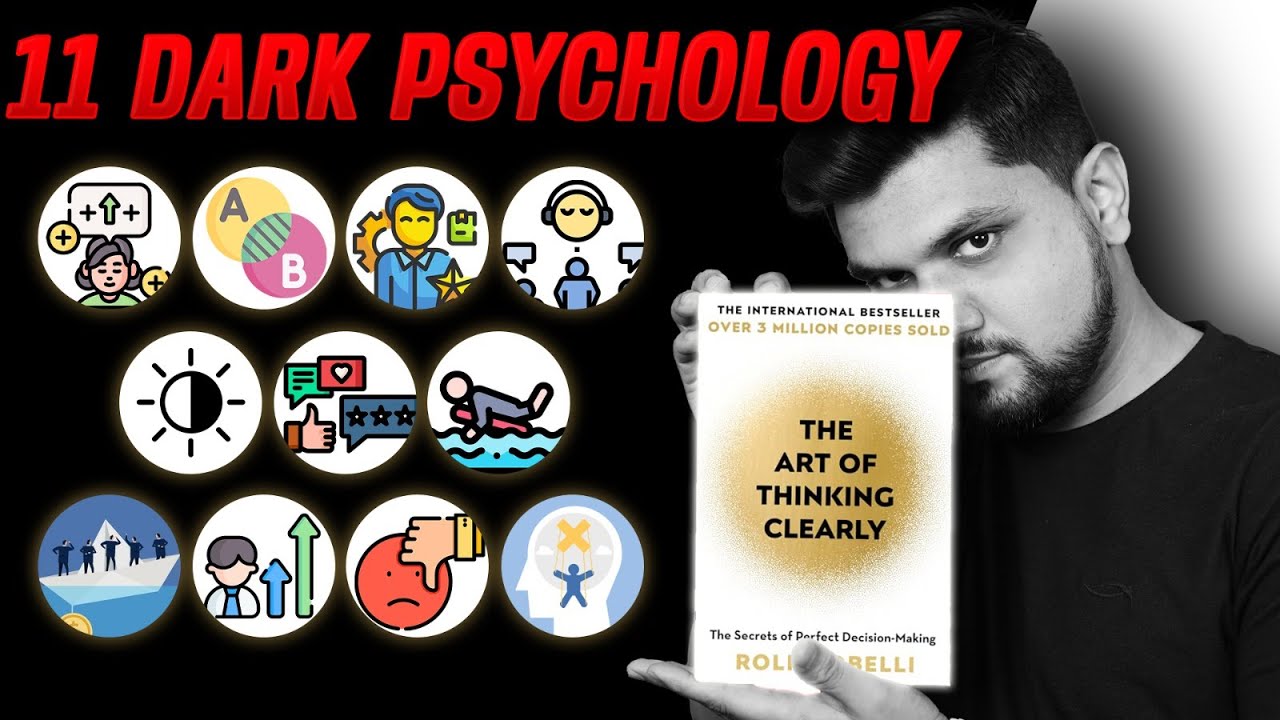 11 DARK PSYCHOLOGY
A
B
THE INTERNATIONAL BESTSELLER
OVER 3 MILLION COPIES SOLD
THE
ART OF
THINKING
CLEARLY
The Secrets of Perfect Decision-Making